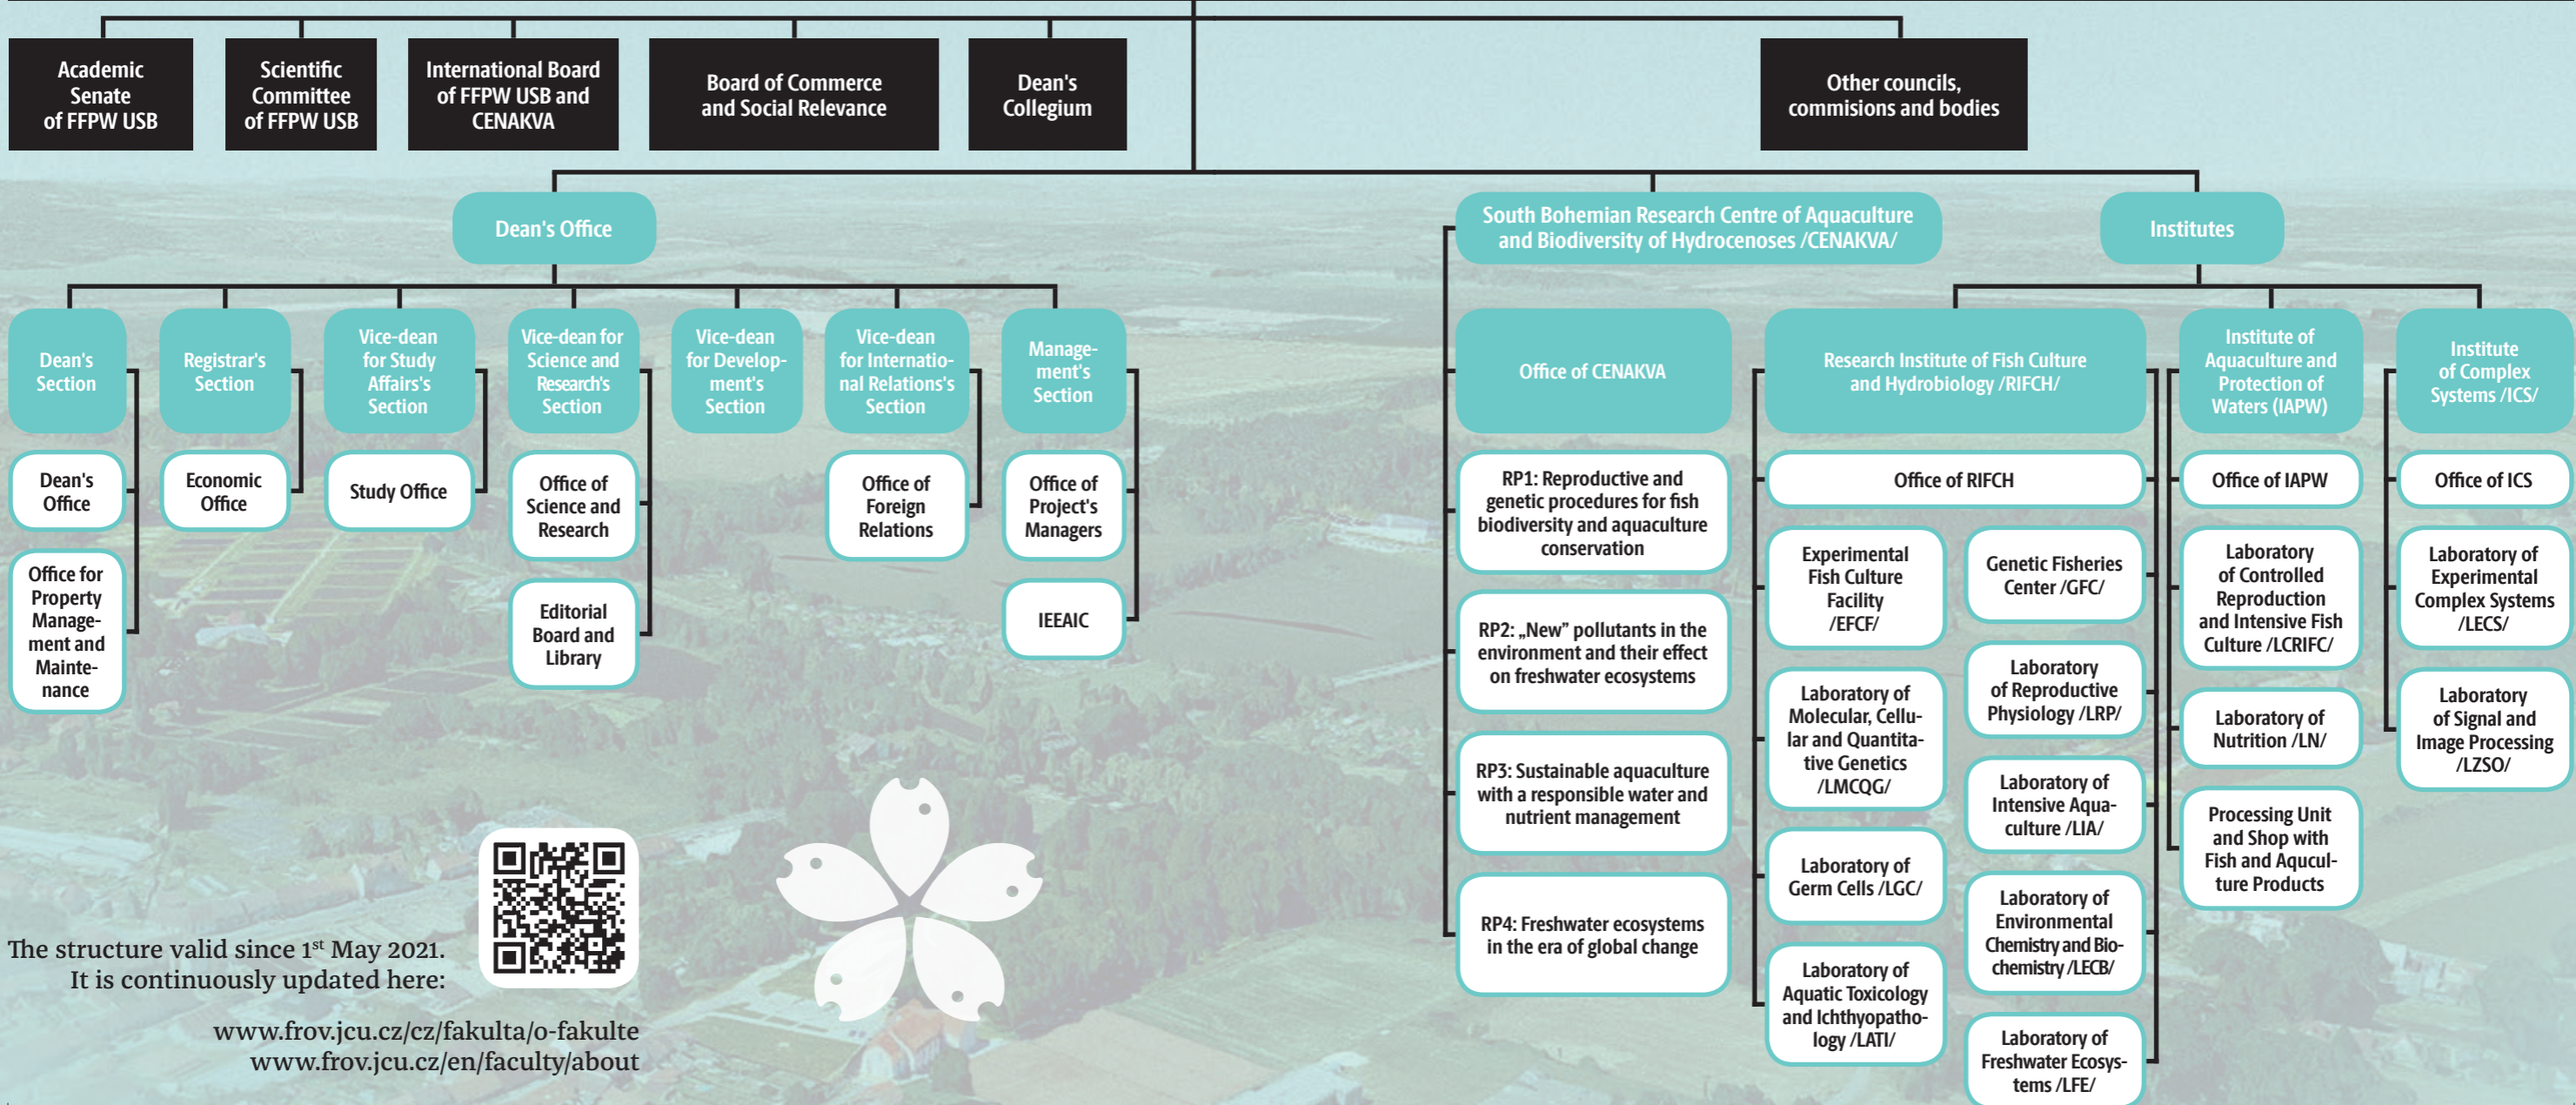 Academic
Senate
of FFPW USB
Scientific
Committee
of FFPW USB
International Board
of FFPW USB and
CENAKVA
Board of Commerce
and Social Relevance
Dean's
Collegium
Other councils,
commisions and bodies
Dean's Office
South Bohemian Research Centre of Aquaculture
and Biodiversity of Hydrocenoses /CENAKVA/
Institutes
Dean's
Section
Registrar's
Section
Vice-dean
for Study
Affairs's
Section
Vice-dean for
Science and
Research's
Section
Vice-dean
for Develop-
ment's
Section
Vice-dean
for Internatio-
nal Relations's
Section
Manage-
ment's
Section
Office of CENAKVA
Research Institute of Fish Culture
and Hydrobiology /RIFCH/
Institute of
Aquaculture and
Protection of
Waters (IAPW)
Institute
of Complex
Systems /ICS/
Dean's
Office
Office for
Property
Manage-
ment and
Mainte-
nance
Economic
Office
Study Office
Office of
Science and
Research
Editorial
Board and
Library
Office of
Foreign
Relations
Office of
Project's
Managers
IEEAIC
RP1: Reproductive and
genetic procedures for fish
biodiversity and aquaculture
conservation
RP2: „New” pollutants in the
environment and their effect
on freshwater ecosystems
RP3: Sustainable aquaculture
with a responsible water and
nutrient management
RP4: Freshwater ecosystems
in the era of global change
Office of RIFCH
Experimental
Fish Culture
Facility
/EFCF/
Laboratory of
Molecular, Cellu-
lar and Quantita-
tive Genetics
/LMCQG/
Laboratory of
Germ Cells /LGC/
Laboratory of
Aquatic Toxicology
and Ichthyopatho-
logy /LATI/
Genetic Fisheries
Center /GFC/
Laboratory
of Reproductive
Physiology /LRP/
Laboratory of
Intensive Aqua-
culture /LIA/
Laboratory of
Environmental
Chemistry and Bio-
chemistry /LECB/
Laboratory of
Freshwater Ecosys-
tems /LFE/
Office of IAPW
Laboratory
of Controlled
Reproduction
and Intensive Fish
Culture /LCRIFC/
Laboratory of
Nutrition /LN/
Processing Unit
and Shop with
Fish and Aqucul-
ture Products
Office of ICS
Laboratory of
Experimental
Complex Systems
/LECS/
Laboratory
of Signal and
Image Processing
/LZSO/
The structure valid since 1st May 2021.
It is continuously updated here:
www.frov.jcu.cz/cz/fakulta/o-fakulte
www.frov.jcu.cz/en/faculty/about